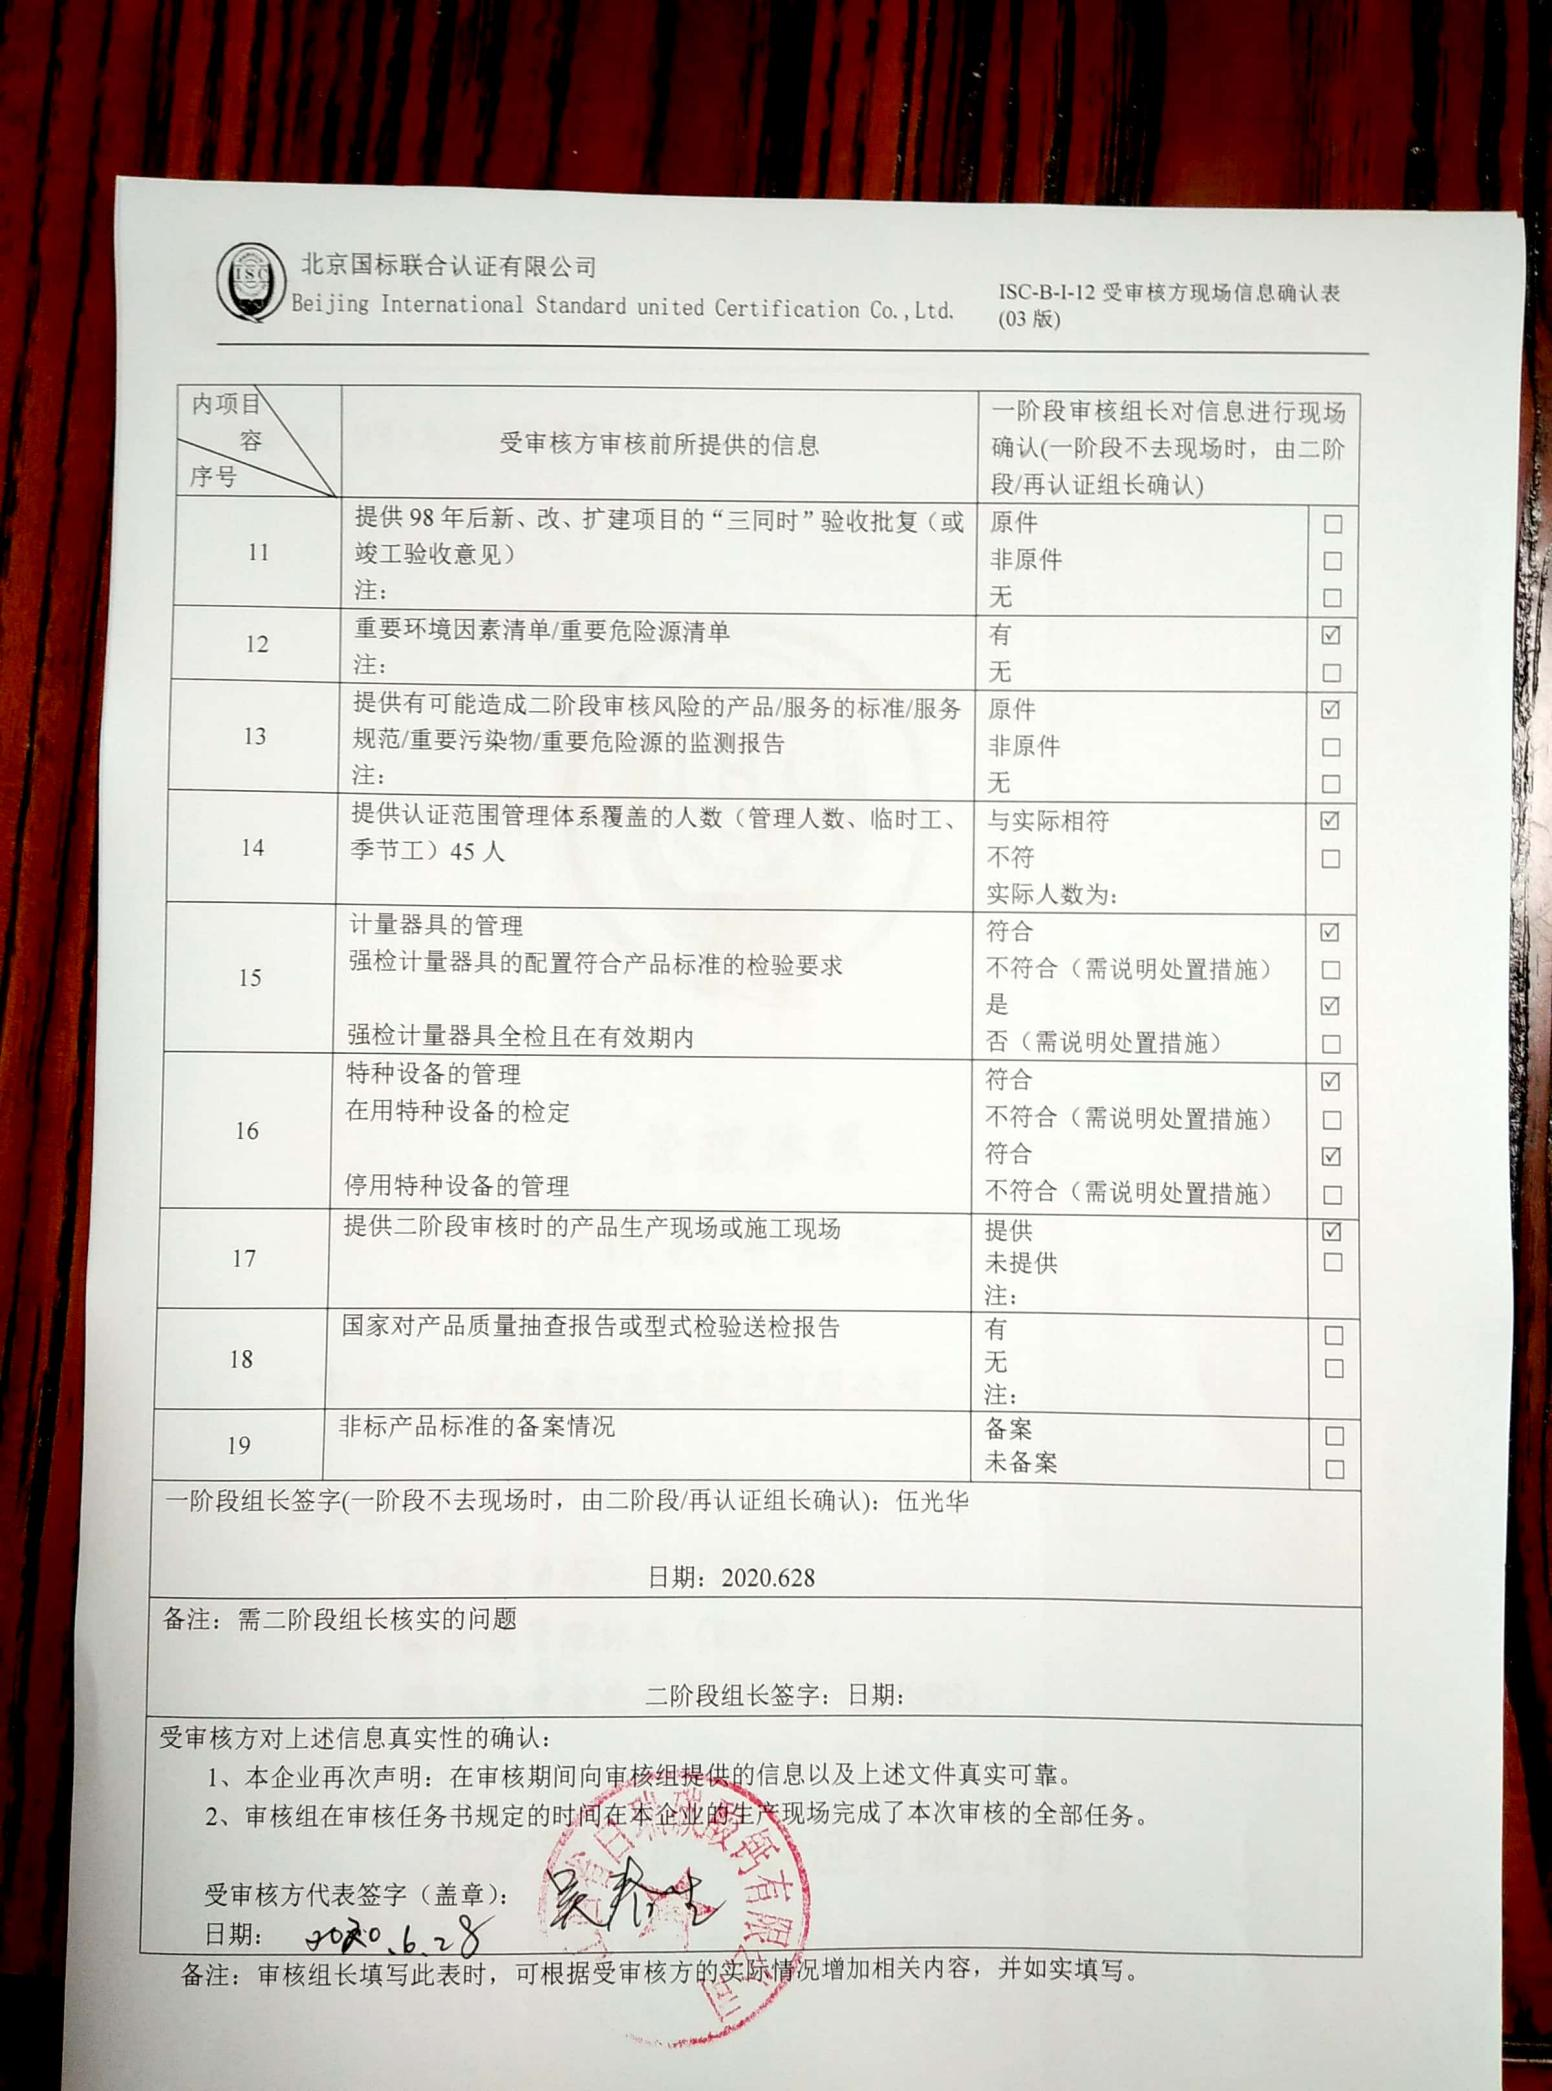 北京国标联合认证有限公司
Beijing International Standard united Certification Co.,Ltd.
ISC-B-I-12 受审核方现场信息确认表
(03 版)
ISC
内项目
容
序号
受审核方审核前所提供的信息
一阶段审核组长对信息进行现场
确认(一阶段不去现场时，由二阶
段/再认证组长确认)
11
提供 98 年后新、改、扩建项目的“三同时”验收批复（或
竣工验收意见）
注：
原件 □
非原件 □
无 □
12
重要环境因素清单/重要危险源清单
注：
有 ☑
无 □
13
提供有可能造成二阶段审核风险的产品/服务的标准/服务
规范/重要污染物/重要危险源的监测报告
注：
原件 ☑
非原件 □
无 □
14
提供认证范围管理体系覆盖的人数（管理人数、临时工、
季节工）45 人
与实际相符 ☑
不符 □
实际人数为:
15
计量器具的管理
强检计量器具的配置符合产品标准的检验要求
强检计量器具全检且在有效期内
符合 ☑
不符合（需说明处置措施） □
是 ☑
否（需说明处置措施） □
16
特种设备的管理
在用特种设备的检定
停用特种设备的管理
符合 ☑
不符合（需说明处置措施） □
符合 ☑
不符合（需说明处置措施） □
17
提供二阶段审核时的产品生产现场或施工现场
提供 ☑
未提供 □
注：
18
国家对产品质量抽查报告或型式检验送检报告
有 □
无 □
注：
19
非标产品标准的备案情况
备案 □
未备案 □
一阶段组长签字(一阶段不去现场时，由二阶段/再认证组长确认)：伍光华
日期：2020.628
备注：需二阶段组长核实的问题
二阶段组长签字：日期：
受审核方对上述信息真实性的确认：
1、本企业再次声明：在审核期间向审核组提供的信息以及上述文件真实可靠。
2、审核组在审核任务书规定的时间在本企业的生产现场完成了本次审核的全部任务。
受审核方代表签字（盖章）：
日期： 2020.6.28
日瑞碳酸钙有限公司
备注：审核组长填写此表时，可根据受审核方的实际情况增加相关内容，并如实填写。